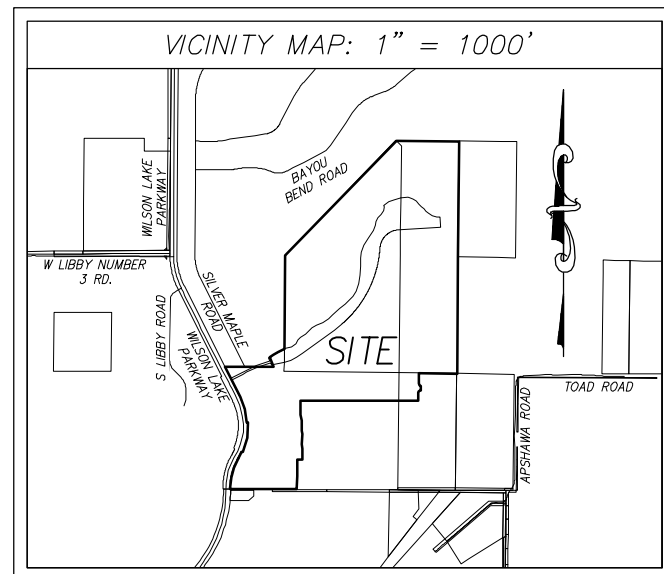 VICINITY MAP: 1" = 1000'
BAYOU
BEND ROAD
WILSON LAKE
PARKWAY
W LIBBY NUMBER
3 RD.
S LIBBY ROAD
SILVER MAPLE
ROAD
WILSON LAKE
PARKWAY
SITE
TOAD ROAD
APSHAWA ROAD